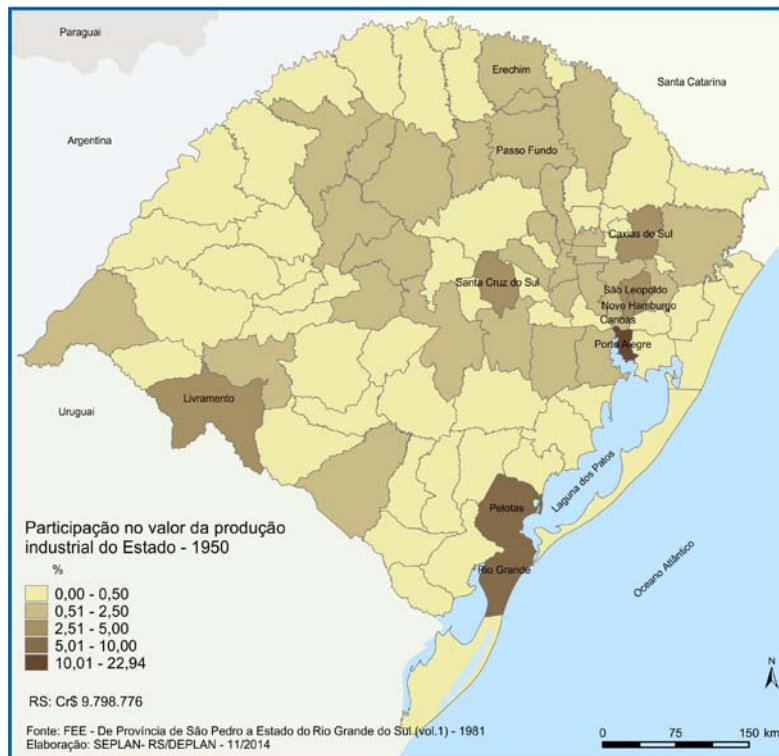 Paraguai
Santa Catarina
Erechim
Argentina
Passo Fundo
Caxias do Sul
Santa Cruz do Sul
São Leopoldo
Novo Hamburgo
Canoas
Porto Alegre
Livramento
Uruguai
Laguna dos Patos
Pelotas
Rio Grande
Oceano Atlântico
Participação no valor da produção
industrial do Estado - 1950
%
0,00 - 0,50
0,51 - 2,50
2,51 - 5,00
5,01 - 10,00
10,01 - 22,94
RS: Cr$ 9.798.776
N
Fonte: FEE - De Província de São Pedro a Estado do Rio Grande do Sul (vol.1) - 1981
Elaboração: SEPLAN- RS/DEPLAN - 11/2014
0 75 150 km